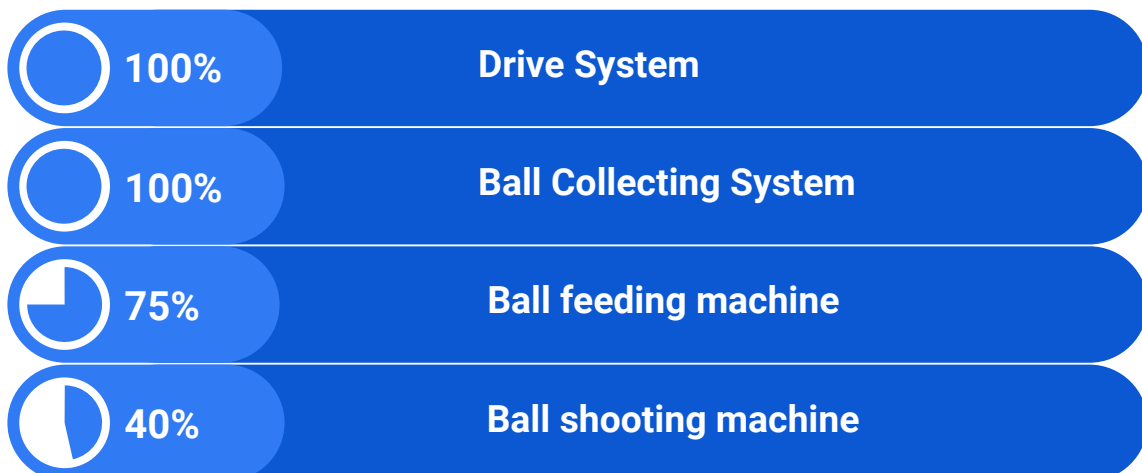 100% Drive System
100% Ball Collecting System
75% Ball feeding machine
40% Ball shooting machine